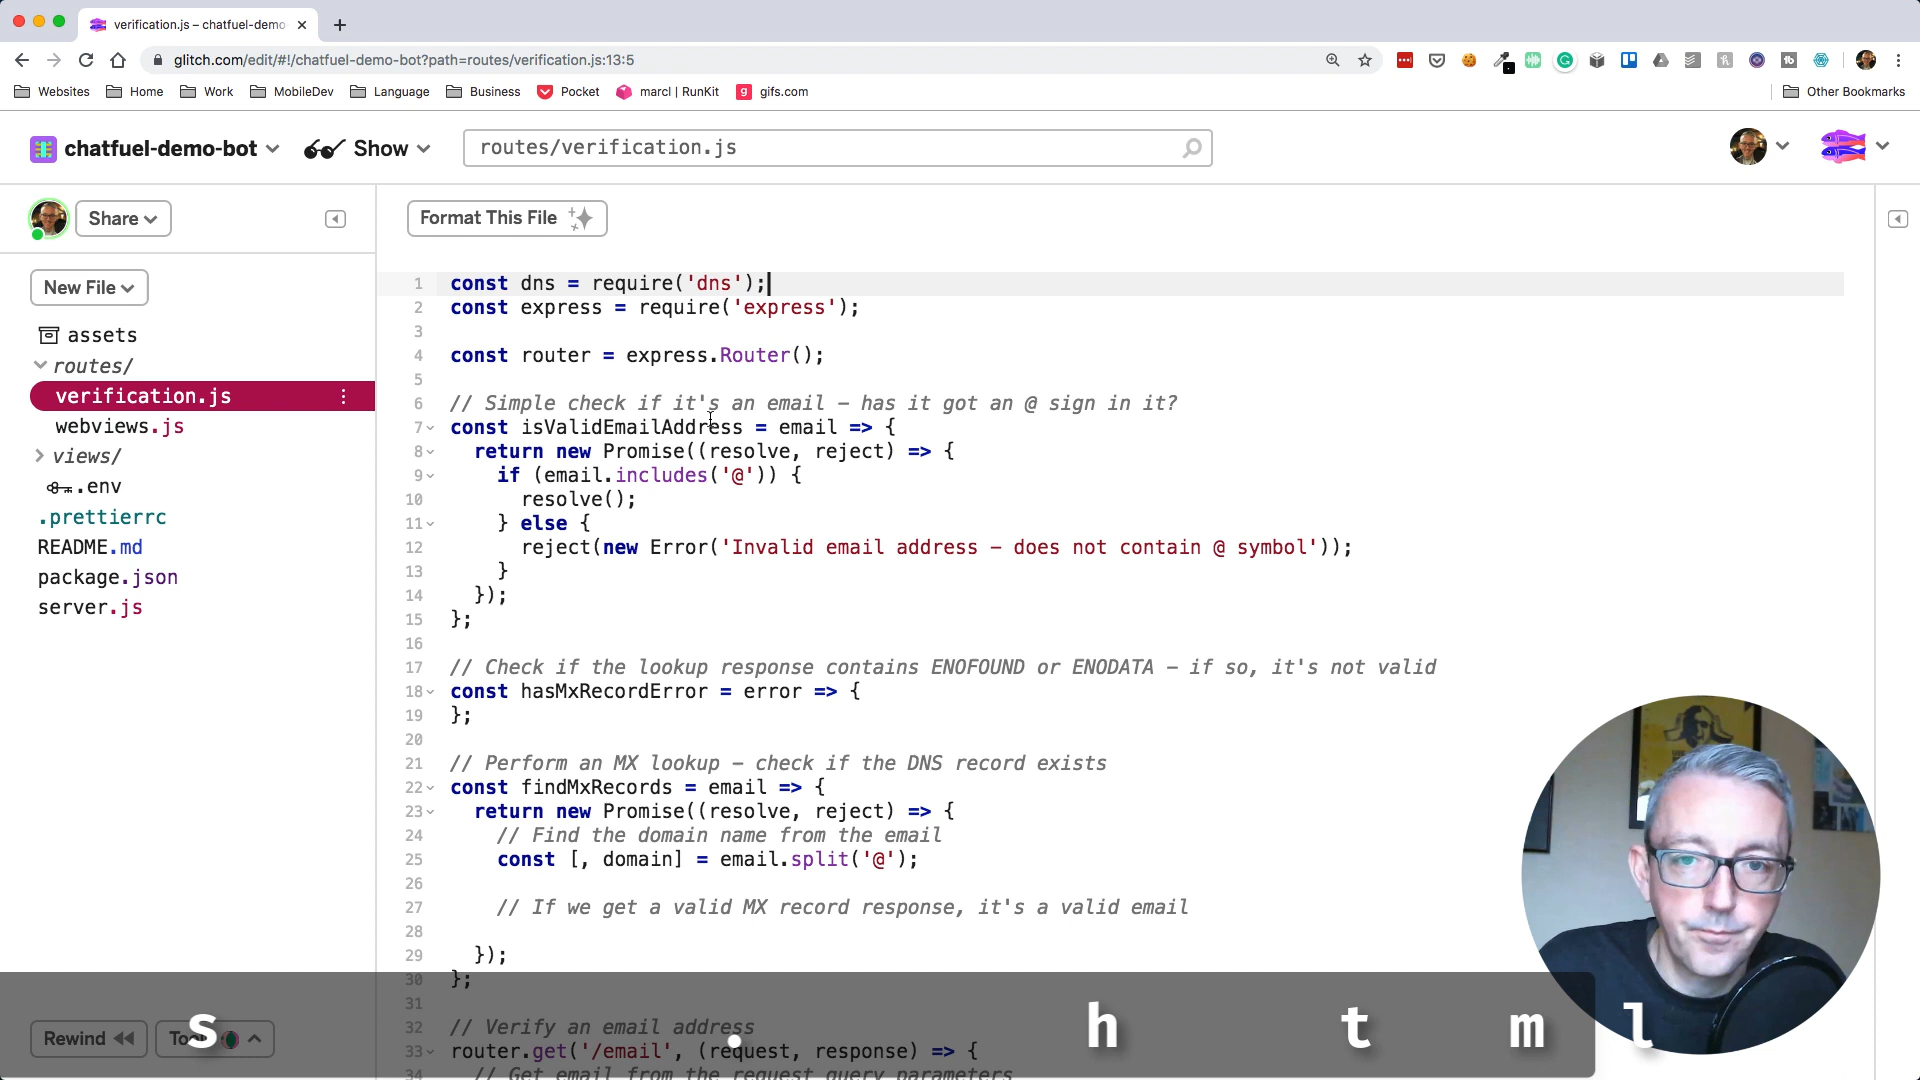 verification.js – chatfuel-demo
glitch.com/edit/#!/chatfuel-demo-bot?path=routes/verification.js:13:5
Websites Home Work MobileDev Language Business Pocket marcl | RunKit g gifs.com Other Bookmarks
chatfuel-demo-bot Show routes/verification.js
Share Format This File
New File
assets
routes/
verification.js
webviews.js
views/
.env
.prettierrc
README.md
package.json
server.js
1 const dns = require('dns');
2 const express = require('express');
3
4 const router = express.Router();
5
6 // Simple check if it's an email – has it got an @ sign in it?
7 const isValidEmailAddress = email => {
8 return new Promise((resolve, reject) => {
9 if (email.includes('@')) {
10 resolve();
11 } else {
12 reject(new Error('Invalid email address – does not contain @ symbol'));
13 }
14 });
15 };
16
17 // Check if the lookup response contains ENOFOUND or ENODATA – if so, it's not valid
18 const hasMxRecordError = error => {
19 };
20
21 // Perform an MX lookup – check if the DNS record exists
22 const findMxRecords = email => {
23 return new Promise((resolve, reject) => {
24 // Find the domain name from the email
25 const [, domain] = email.split('@');
26
27 // If we get a valid MX record response, it's a valid email
28
29 });
30 };
31
32 // Verify an email address
33 router.get('/email', (request, response) => {
34 // Get email from the request query parameters
Rewind
s . h t m l